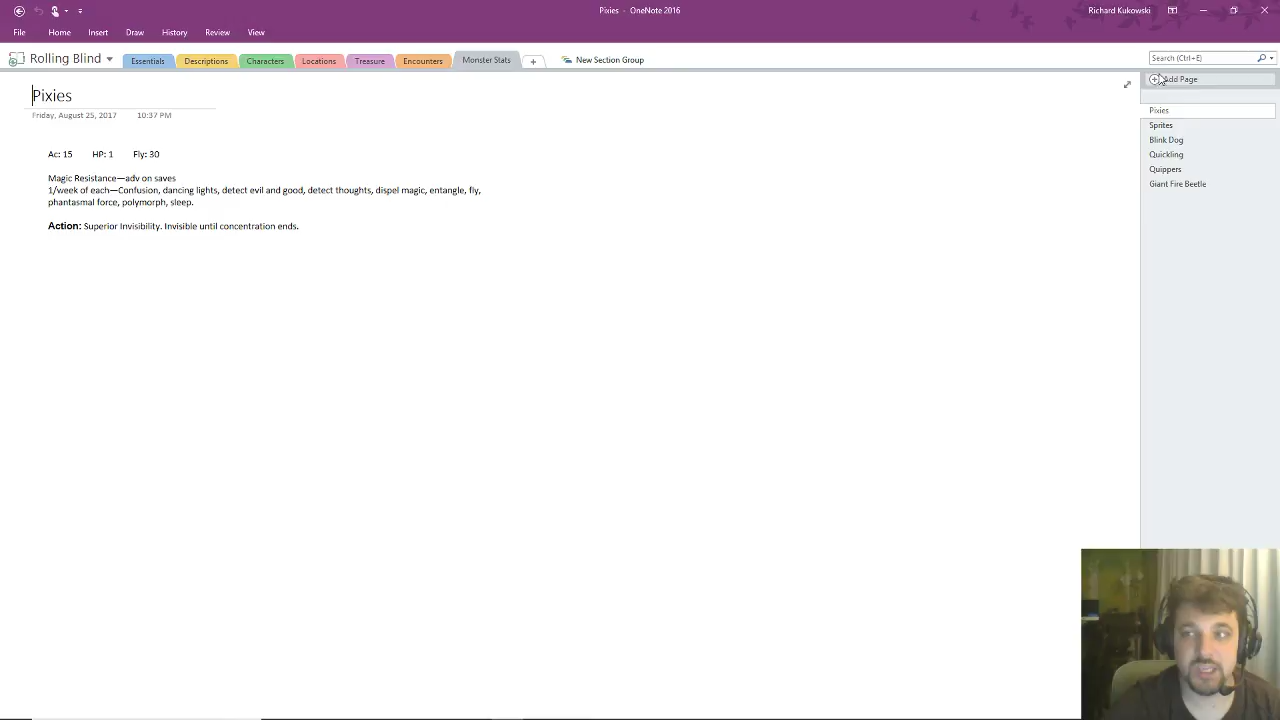 Pixies - OneNote 2016
Richard Kukowski
File Home Insert Draw History Review View
Rolling Blind
Essentials Descriptions Characters Locations Treasure Encounters Monster Stats
New Section Group
Search (Ctrl+E)
Add Page
Pixies
Friday, August 25, 2017 10:37 PM
Ac: 15 HP: 1 Fly: 30
Magic Resistance—adv on saves
1/week of each—Confusion, dancing lights, detect evil and good, detect thoughts, dispel magic, entangle, fly,
phantasmal force, polymorph, sleep.
Action: Superior Invisibility. Invisible until concentration ends.
Pixies
Sprites
Blink Dog
Quickling
Quippers
Giant Fire Beetle